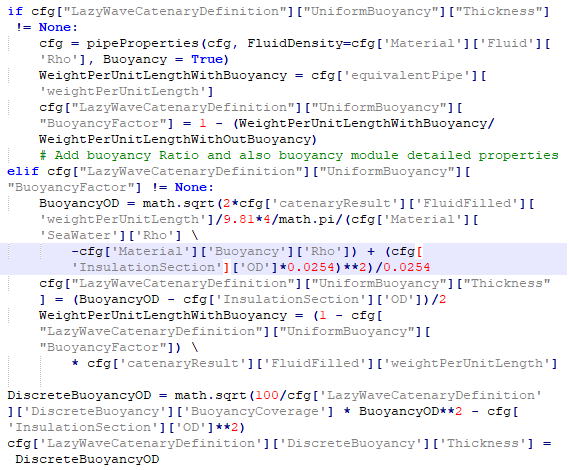 if cfg["LazyWaveCatenaryDefinition"]["UniformBuoyancy"]["Thickness"]
!= None:
cfg = pipeProperties(cfg, FluidDensity=cfg['Material']['Fluid'][
'Rho'], Buoyancy = True)
WeightPerUnitLengthWithBuoyancy = cfg['equivalentPipe'][
'weightPerUnitLength']
cfg["LazyWaveCatenaryDefinition"]["UniformBuoyancy"][
"BuoyancyFactor"] = 1 - (WeightPerUnitLengthWithBuoyancy/
WeightPerUnitLengthWithOutBuoyancy)
# Add buoyancy Ratio and also buoyancy module detailed properties
elif cfg["LazyWaveCatenaryDefinition"]["UniformBuoyancy"][
"BuoyancyFactor"] != None:
BuoyancyOD = math.sqrt(2*cfg['catenaryResult']['FluidFilled'][
'weightPerUnitLength']/9.81*4/math.pi/(cfg['Material'][
'SeaWater']['Rho'] \
-cfg['Material']['Buoyancy']['Rho']) + (cfg[
'InsulationSection']['OD']*0.0254)**2)/0.0254
cfg["LazyWaveCatenaryDefinition"]["UniformBuoyancy"]["Thickness"
] = (BuoyancyOD - cfg['InsulationSection']['OD'])/2
WeightPerUnitLengthWithBuoyancy = (1 - cfg[
"LazyWaveCatenaryDefinition"]["UniformBuoyancy"][
"BuoyancyFactor"]) \
* cfg['catenaryResult']['FluidFilled']['weightPerUnitLength']
DiscreteBuoyancyOD = math.sqrt(100/cfg['LazyWaveCatenaryDefinition'
]['DiscreteBuoyancy']['BuoyancyCoverage'] * BuoyancyOD**2 - cfg[
'InsulationSection']['OD']**2)
cfg['LazyWaveCatenaryDefinition']['DiscreteBuoyancy']['Thickness'] =
DiscreteBuoyancyOD